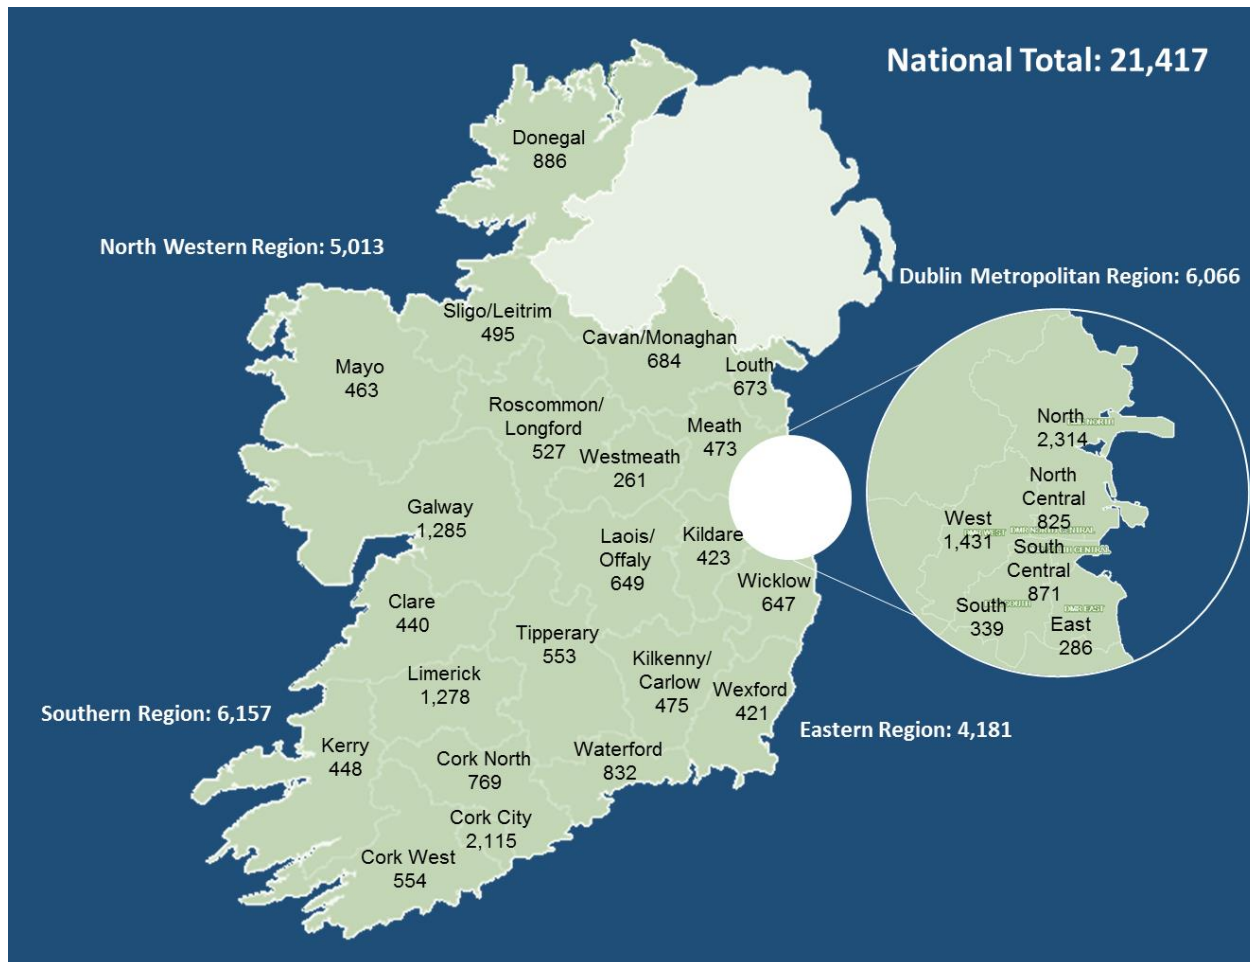 National Total: 21,417
Donegal
886
North Western Region: 5,013
Dublin Metropolitan Region: 6,066
Sligo/Leitrim
495
Cavan/Monaghan
684
Mayo
463
Louth
673
Roscommon/
Longford
527
Meath
473
Westmeath
261
Galway
1,285
Laois/
Offaly
649
Kildare
423
Wicklow
647
Clare
440
Tipperary
553
Limerick
1,278
Kilkenny/
Carlow
475
Wexford
421
Southern Region: 6,157
Eastern Region: 4,181
Kerry
448
Cork North
769
Waterford
832
Cork City
2,115
Cork West
554
North
2,314
North
Central
825
West
1,431
South
Central
871
South
339
DMR EAST
East
286